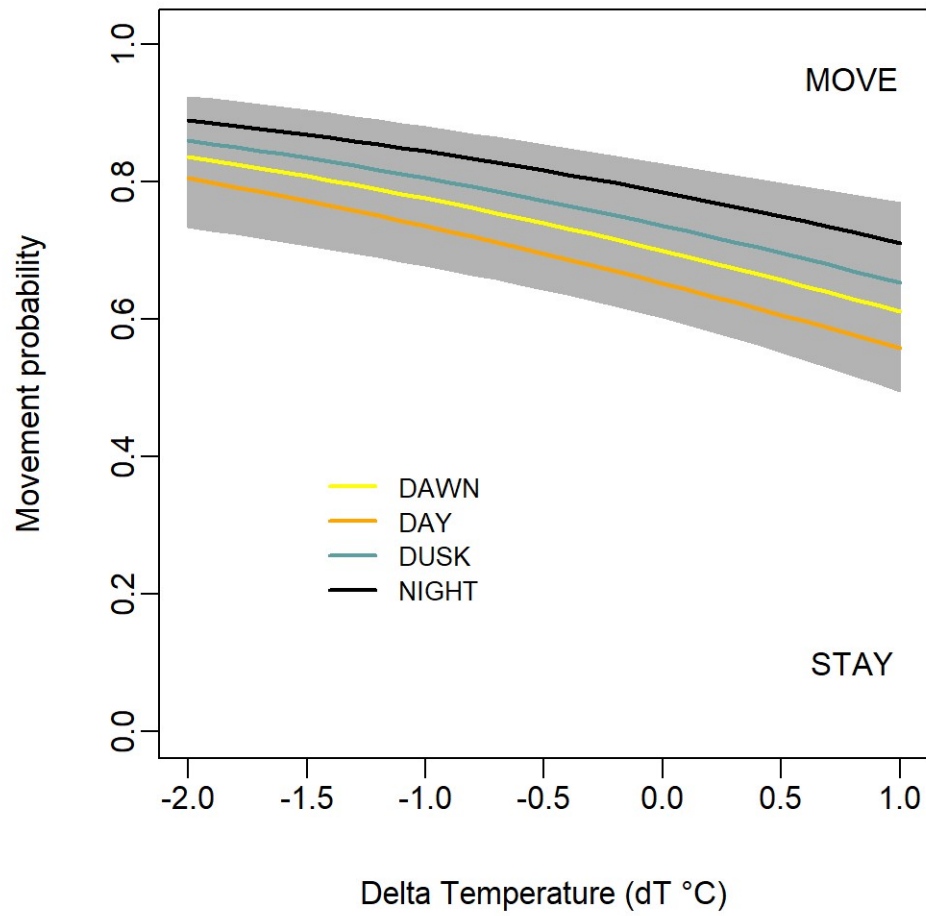 1.0
MOVE
0.8
Movement probability
0.6
0.4
DAWN
DAY
DUSK
NIGHT
0.2
STAY
0.0
-2.0 -1.5 -1.0 -0.5 0.0 0.5 1.0
Delta Temperature (dT °C)